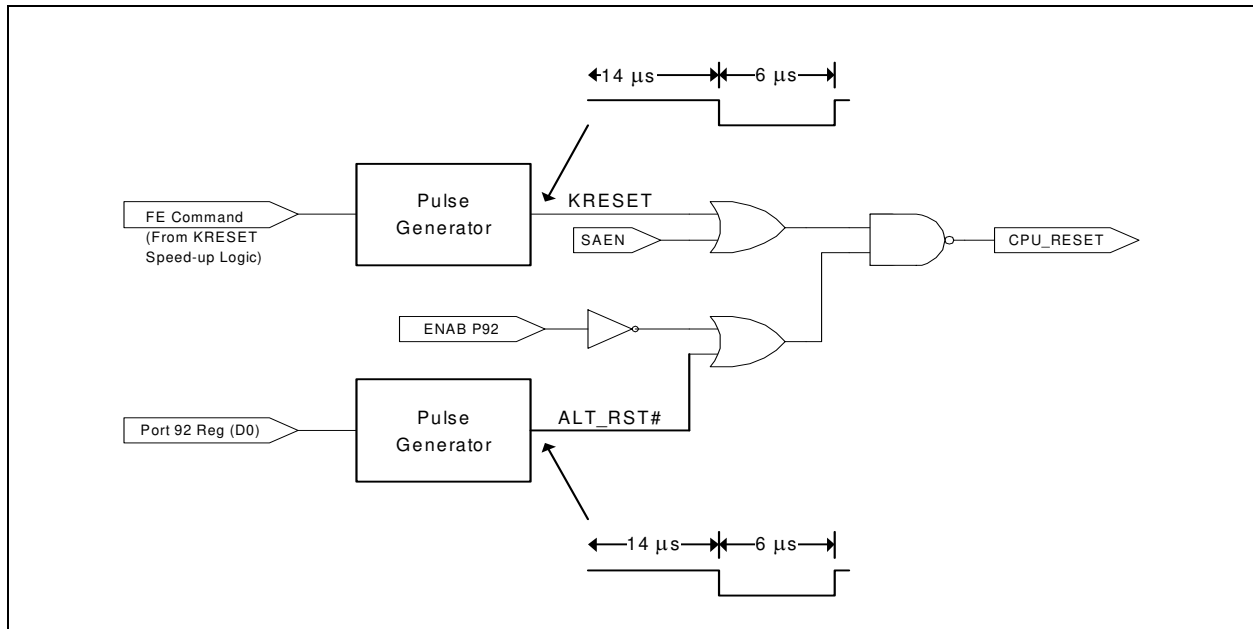 14 µs 6 µs
FE Command
(From KRESET
Speed-up Logic)
Pulse
Generator
KRESET
SAEN
CPU_RESET
ENAB P92
Port 92 Reg (D0)
Pulse
Generator
ALT_RST#
14 µs 6 µs